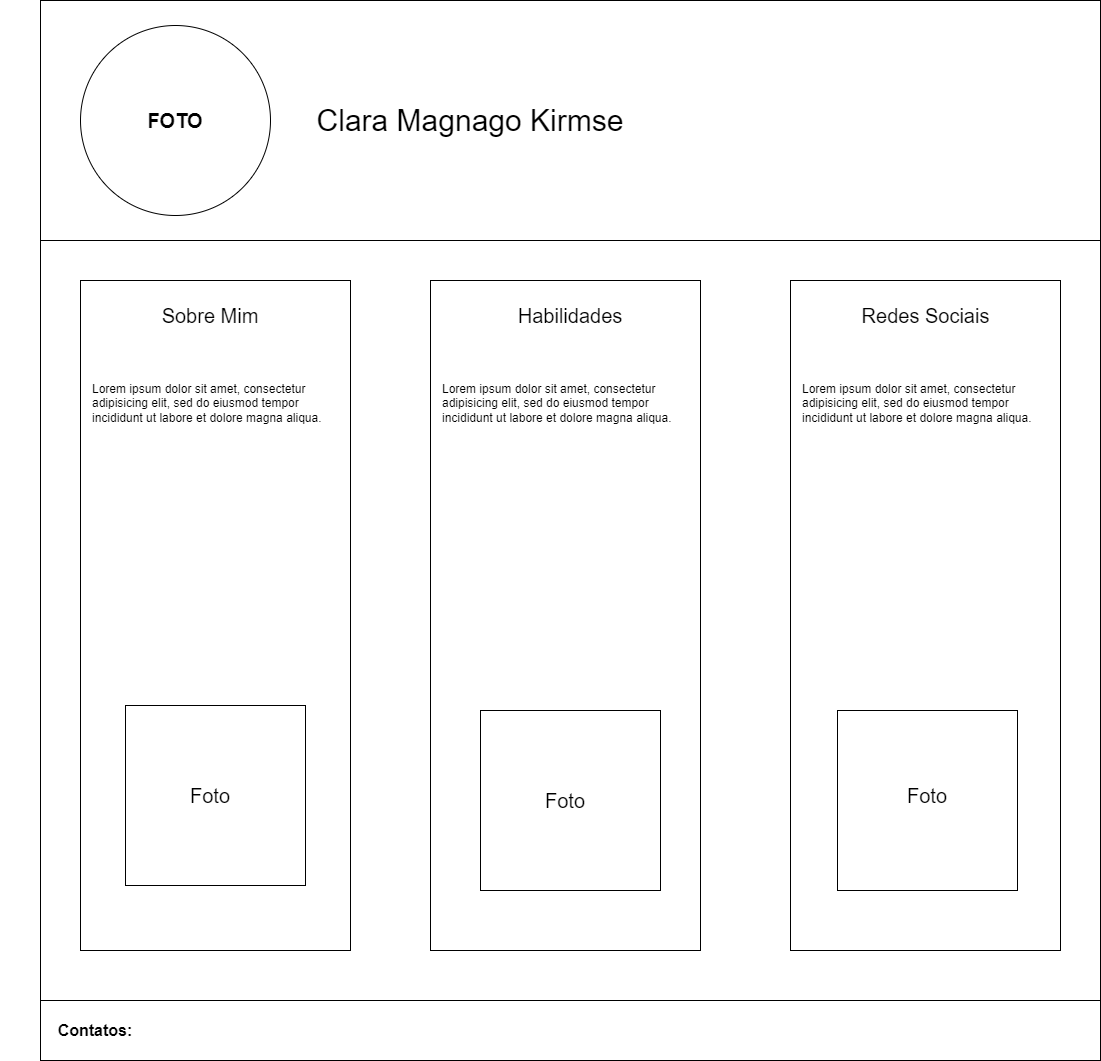 FOTO
Clara Magnago Kirmse
Sobre Mim
Lorem ipsum dolor sit amet, consectetur
adipisicing elit, sed do eiusmod tempor
incididunt ut labore et dolore magna aliqua.
Foto
Habilidades
Lorem ipsum dolor sit amet, consectetur
adipisicing elit, sed do eiusmod tempor
incididunt ut labore et dolore magna aliqua.
Foto
Redes Sociais
Lorem ipsum dolor sit amet, consectetur
adipisicing elit, sed do eiusmod tempor
incididunt ut labore et dolore magna aliqua.
Foto
Contatos: